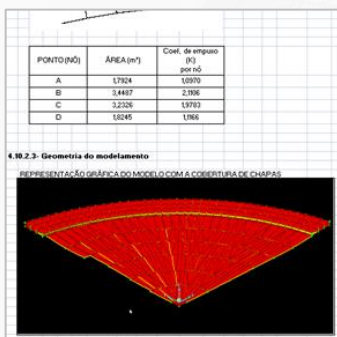 PONTO (NÓ) ÁREA (m²) Coef. de empuxo (K) por nó
A 1,7924 1,0970
B 3,4487 2,1106
C 3,2326 1,9783
D 1,8245 1,1166
4.10.2.3- Geometria do modelamento
REPRESENTAÇÃO GRÁFICA DO MODELO COM A COBERTURA DE CHAPAS